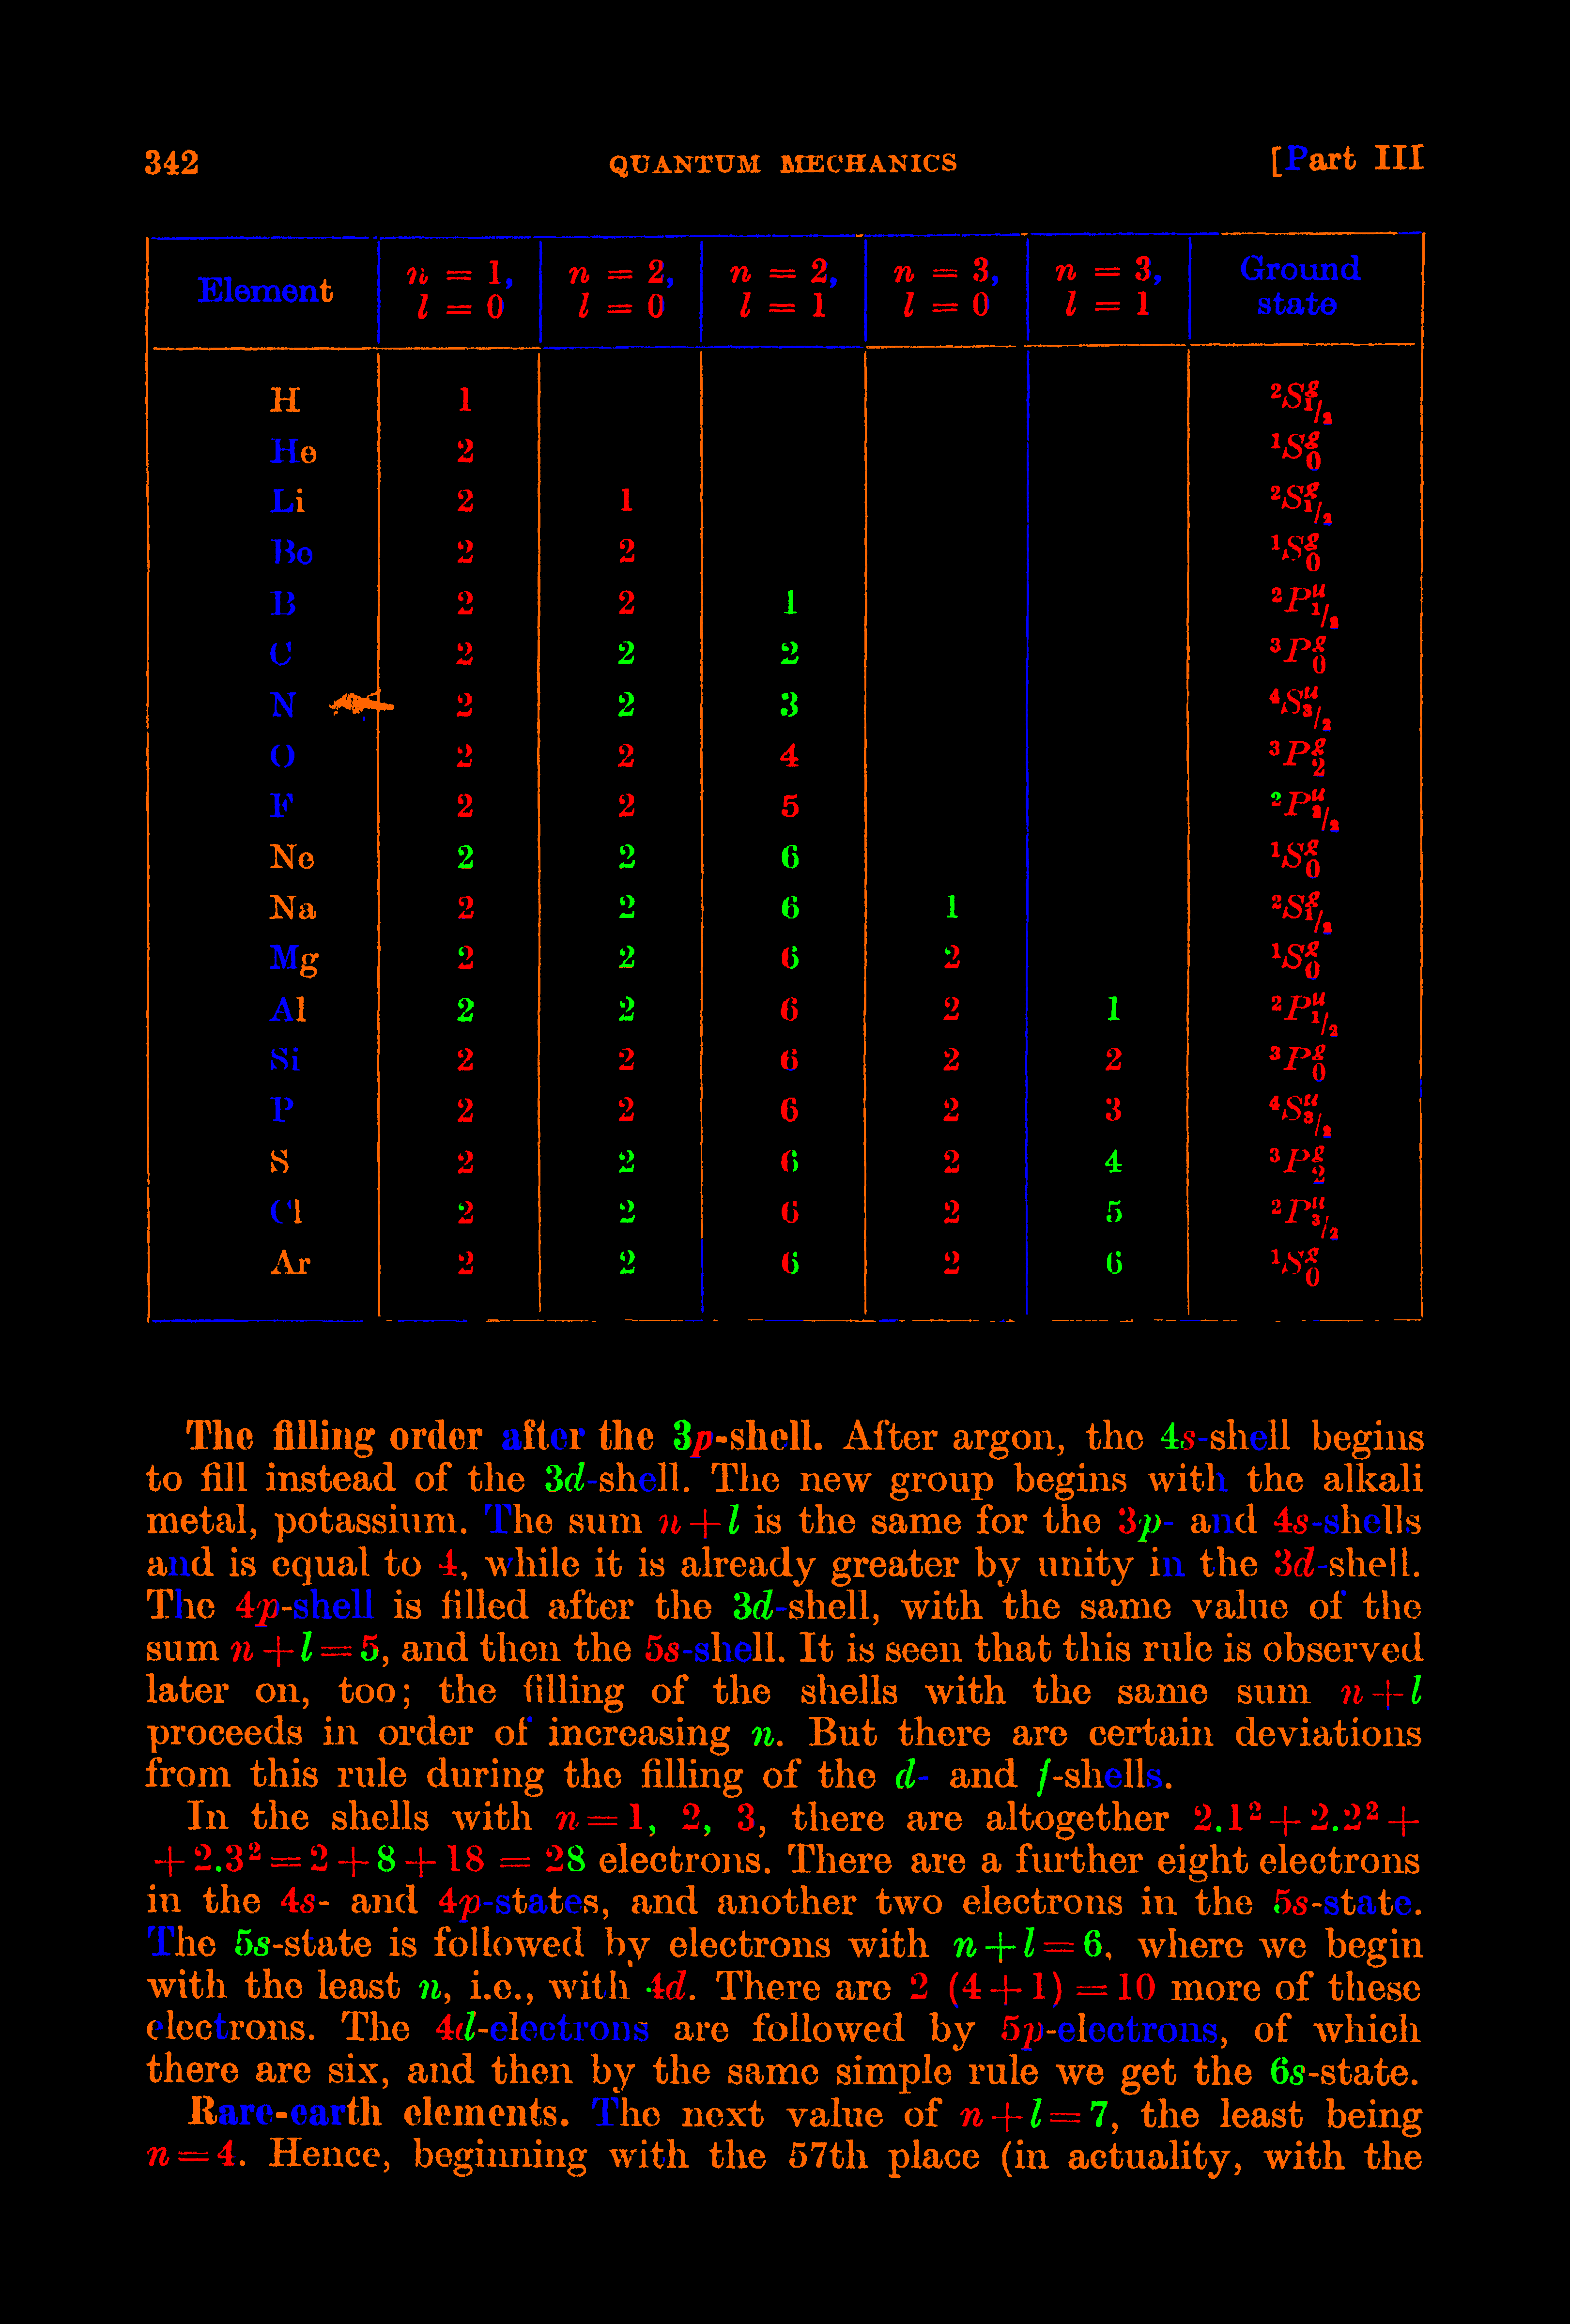 342 QUANTUM MECHANICS [Part III
Element | n = 1, l = 0 | n = 2, l = 0 | n = 2, l = 1 | n = 3, l = 0 | n = 3, l = 1 | Ground state
H 1 ²S^g_{1/2}
He 2 ¹S^g_0
Li 2 1 ²S^g_{1/2}
Be 2 2 ¹S^g_0
B 2 2 1 ²P^u_{1/2}
C 2 2 2 ³P^g_0
N 2 2 3 ⁴S^u_{3/2}
O 2 2 4 ³P^g_2
F 2 2 5 ²P^u_{3/2}
Ne 2 2 6 ¹S^g_0
Na 2 2 6 1 ²S^g_{1/2}
Mg 2 2 6 2 ¹S^g_0
Al 2 2 6 2 1 ²P^u_{1/2}
Si 2 2 6 2 2 ³P^g_0
P 2 2 6 2 3 ⁴S^u_{3/2}
S 2 2 6 2 4 ³P^g_2
Cl 2 2 6 2 5 ²P^u_{3/2}
Ar 2 2 6 2 6 ¹S^g_0
The filling order after the 3p-shell. After argon, the 4s-shell begins
to fill instead of the 3d-shell. The new group begins with the alkali
metal, potassium. The sum n + l is the same for the 3p- and 4s-shells
and is equal to 4, while it is already greater by unity in the 3d-shell.
The 4p-shell is filled after the 3d-shell, with the same value of the
sum n + l = 5, and then the 5s-shell. It is seen that this rule is observed
later on, too; the filling of the shells with the same sum n + l
proceeds in order of increasing n. But there are certain deviations
from this rule during the filling of the d- and f-shells.
In the shells with n = 1, 2, 3, there are altogether 2.1² + 2.2² +
+ 2.3² = 2 + 8 + 18 = 28 electrons. There are a further eight electrons
in the 4s- and 4p-states, and another two electrons in the 5s-state.
The 5s-state is followed by electrons with n + l = 6, where we begin
with the least n, i.e., with 4d. There are 2 (4 + 1) = 10 more of these
electrons. The 4d-electrons are followed by 5p-electrons, of which
there are six, and then by the same simple rule we get the 6s-state.
Rare-earth elements. The next value of n + l = 7, the least being
n = 4. Hence, beginning with the 57th place (in actuality, with the